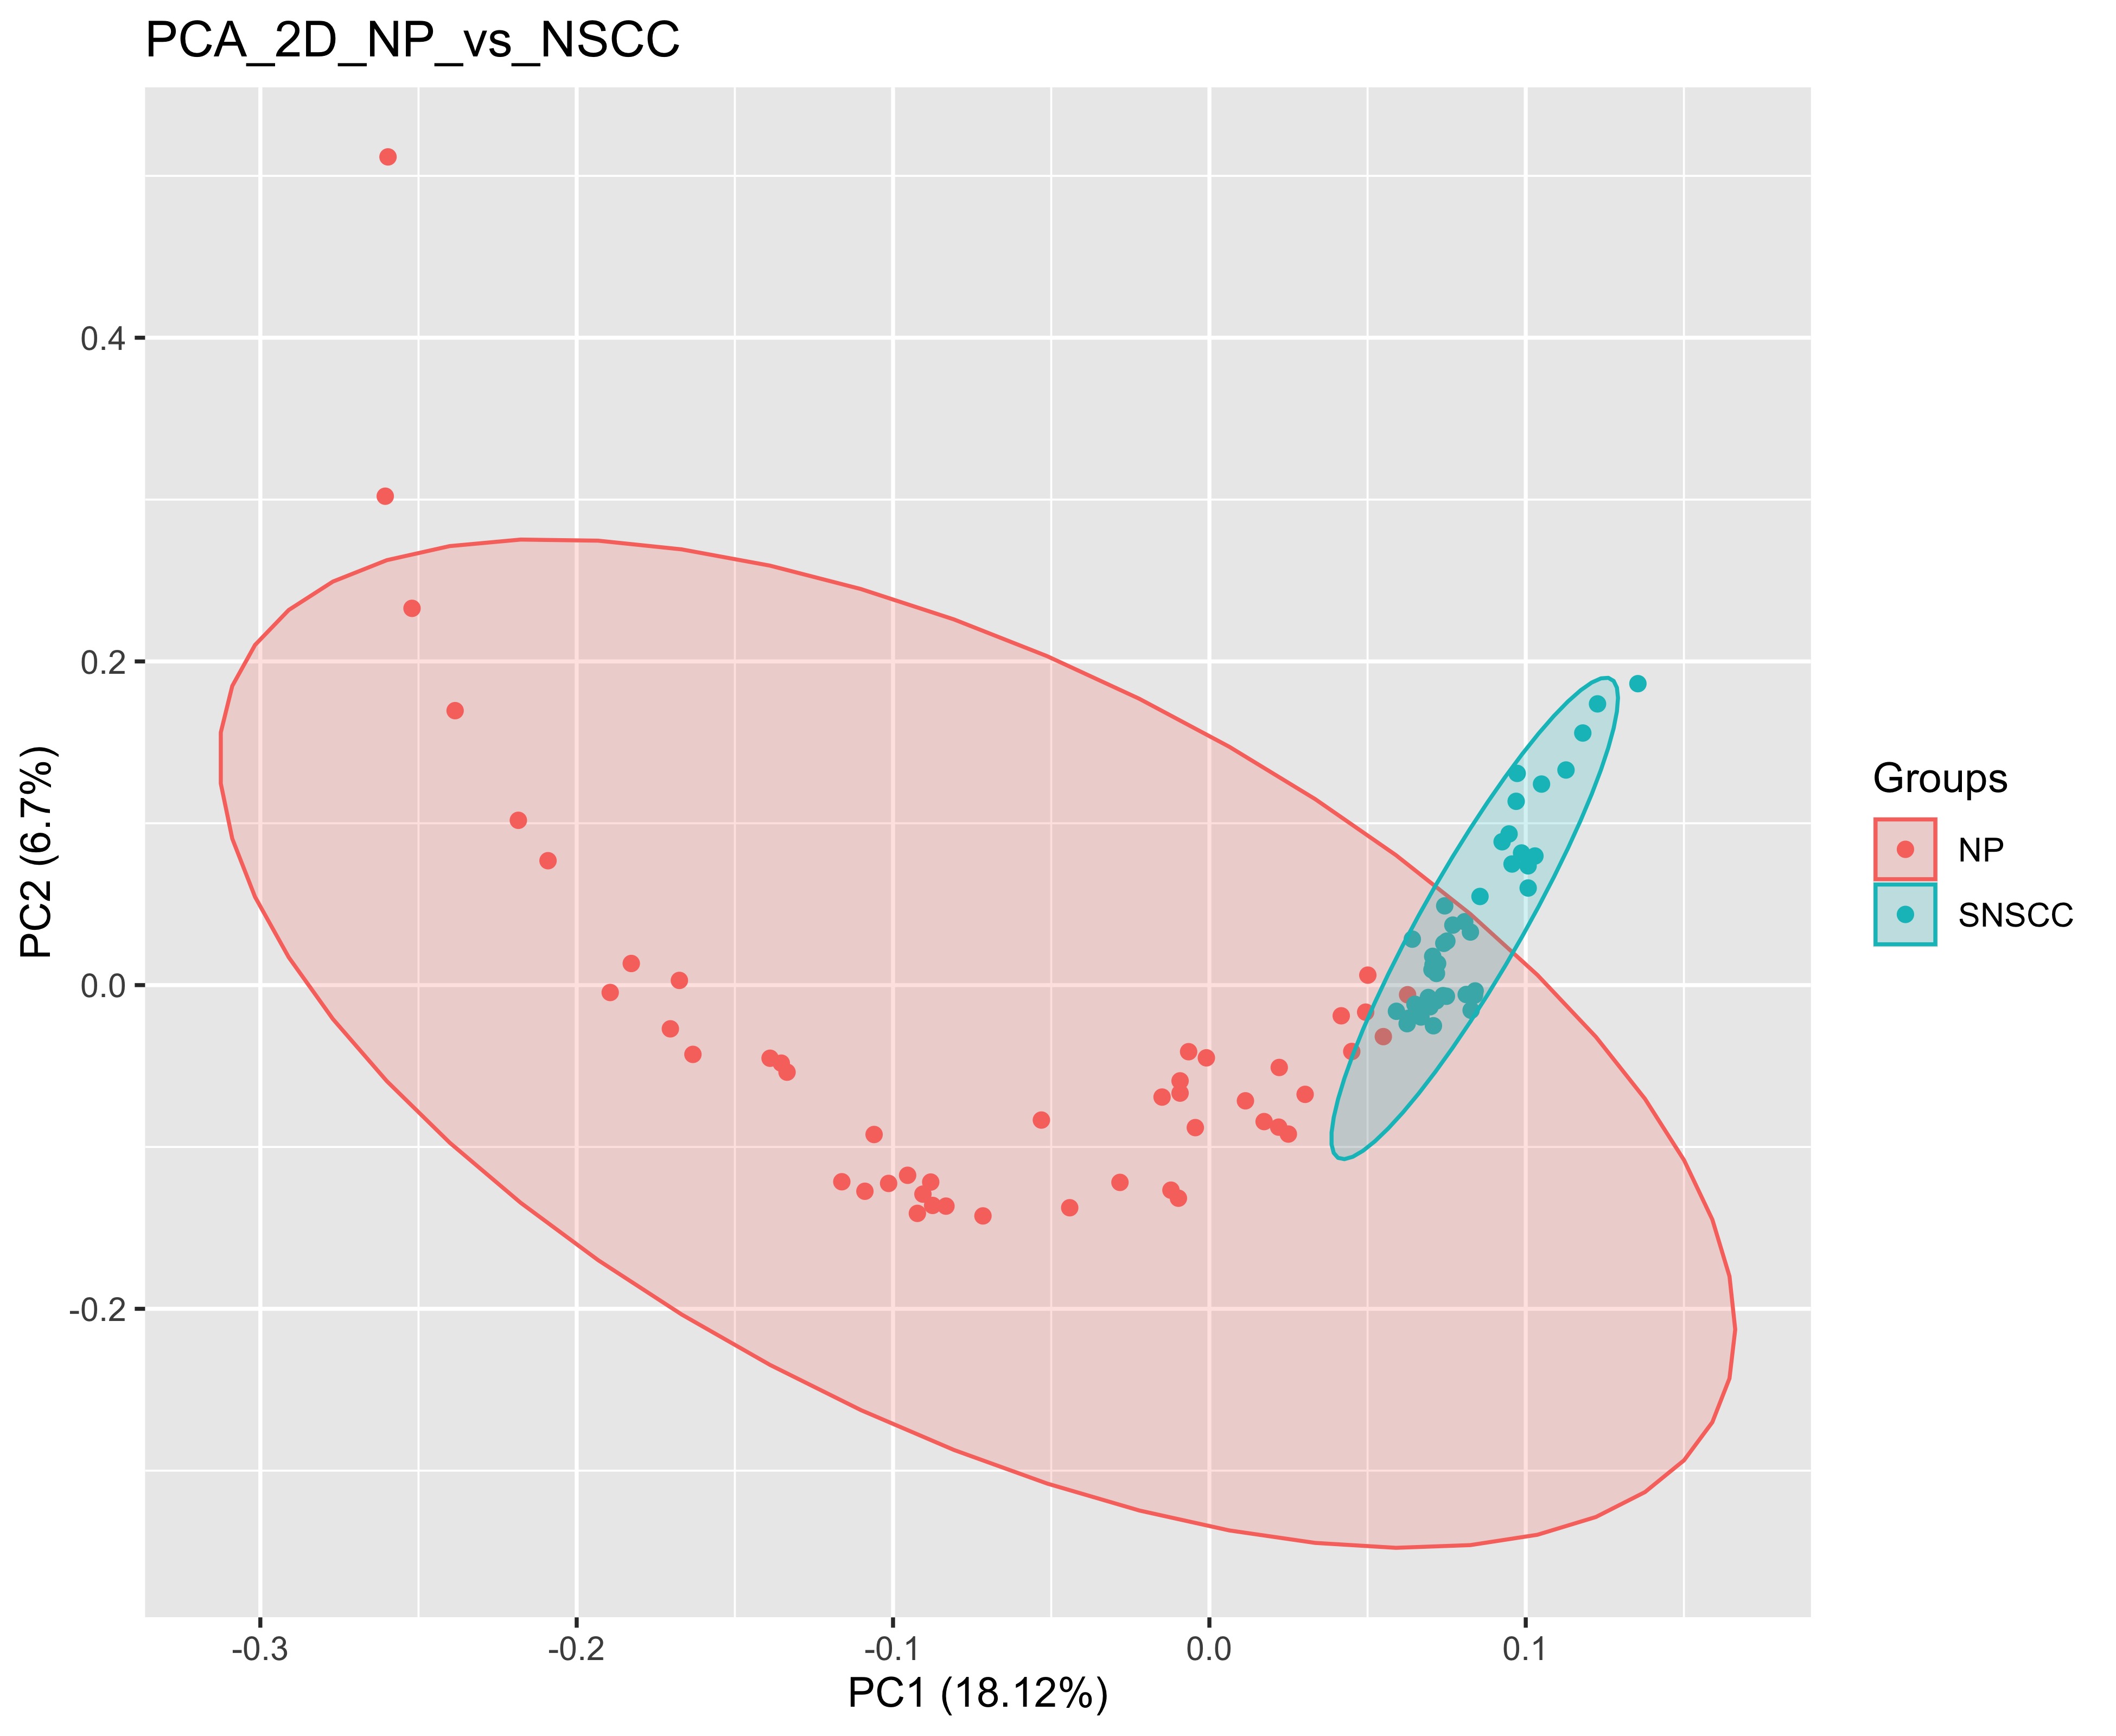 PCA_2D_NP_vs_NSCC
0.4
0.2
0.0
-0.2
PC2 (6.7%)
-0.3
-0.2
-0.1
0.0
0.1
PC1 (18.12%)
Groups
NP
SNSCC